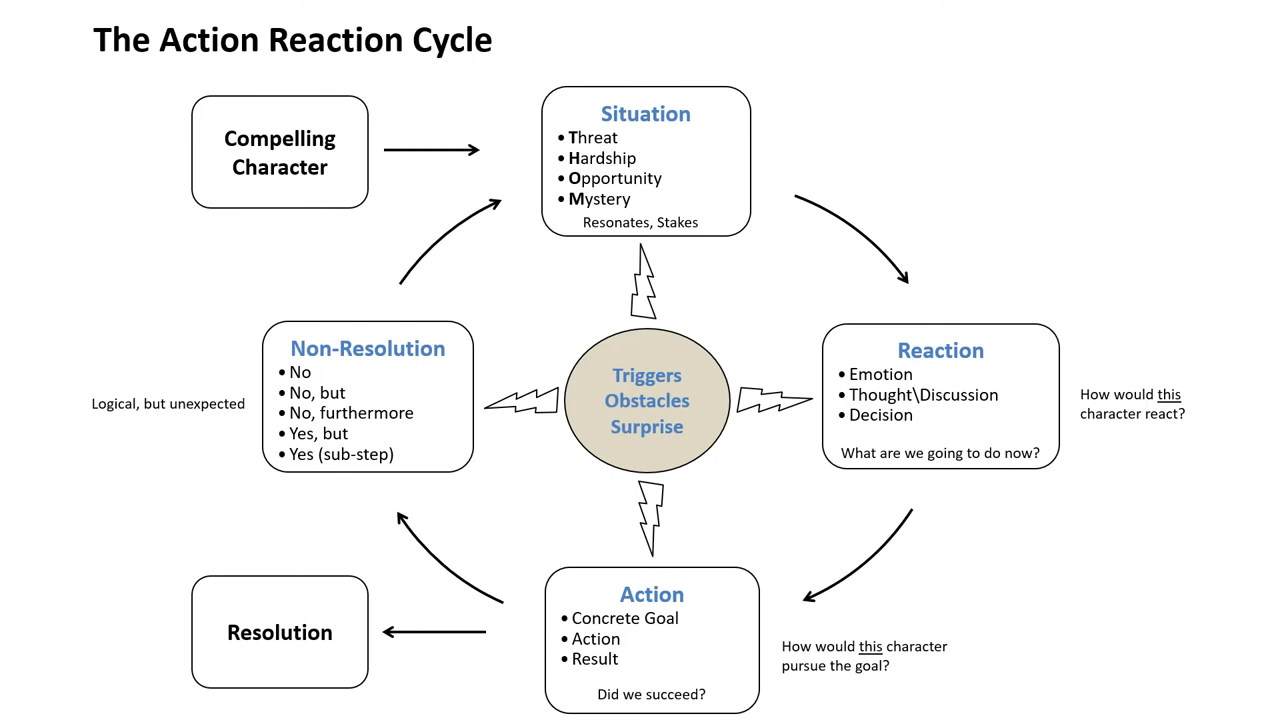 The Action Reaction Cycle
Compelling
Character
Situation
• Threat
• Hardship
• Opportunity
• Mystery
Resonates, Stakes
Non-Resolution
• No
• No, but
• No, furthermore
• Yes, but
• Yes (sub-step)
Logical, but unexpected
Triggers
Obstacles
Surprise
Reaction
• Emotion
• Thought\Discussion
• Decision
What are we going to do now?
How would this
character react?
Resolution
Action
• Concrete Goal
• Action
• Result
Did we succeed?
How would this character
pursue the goal?